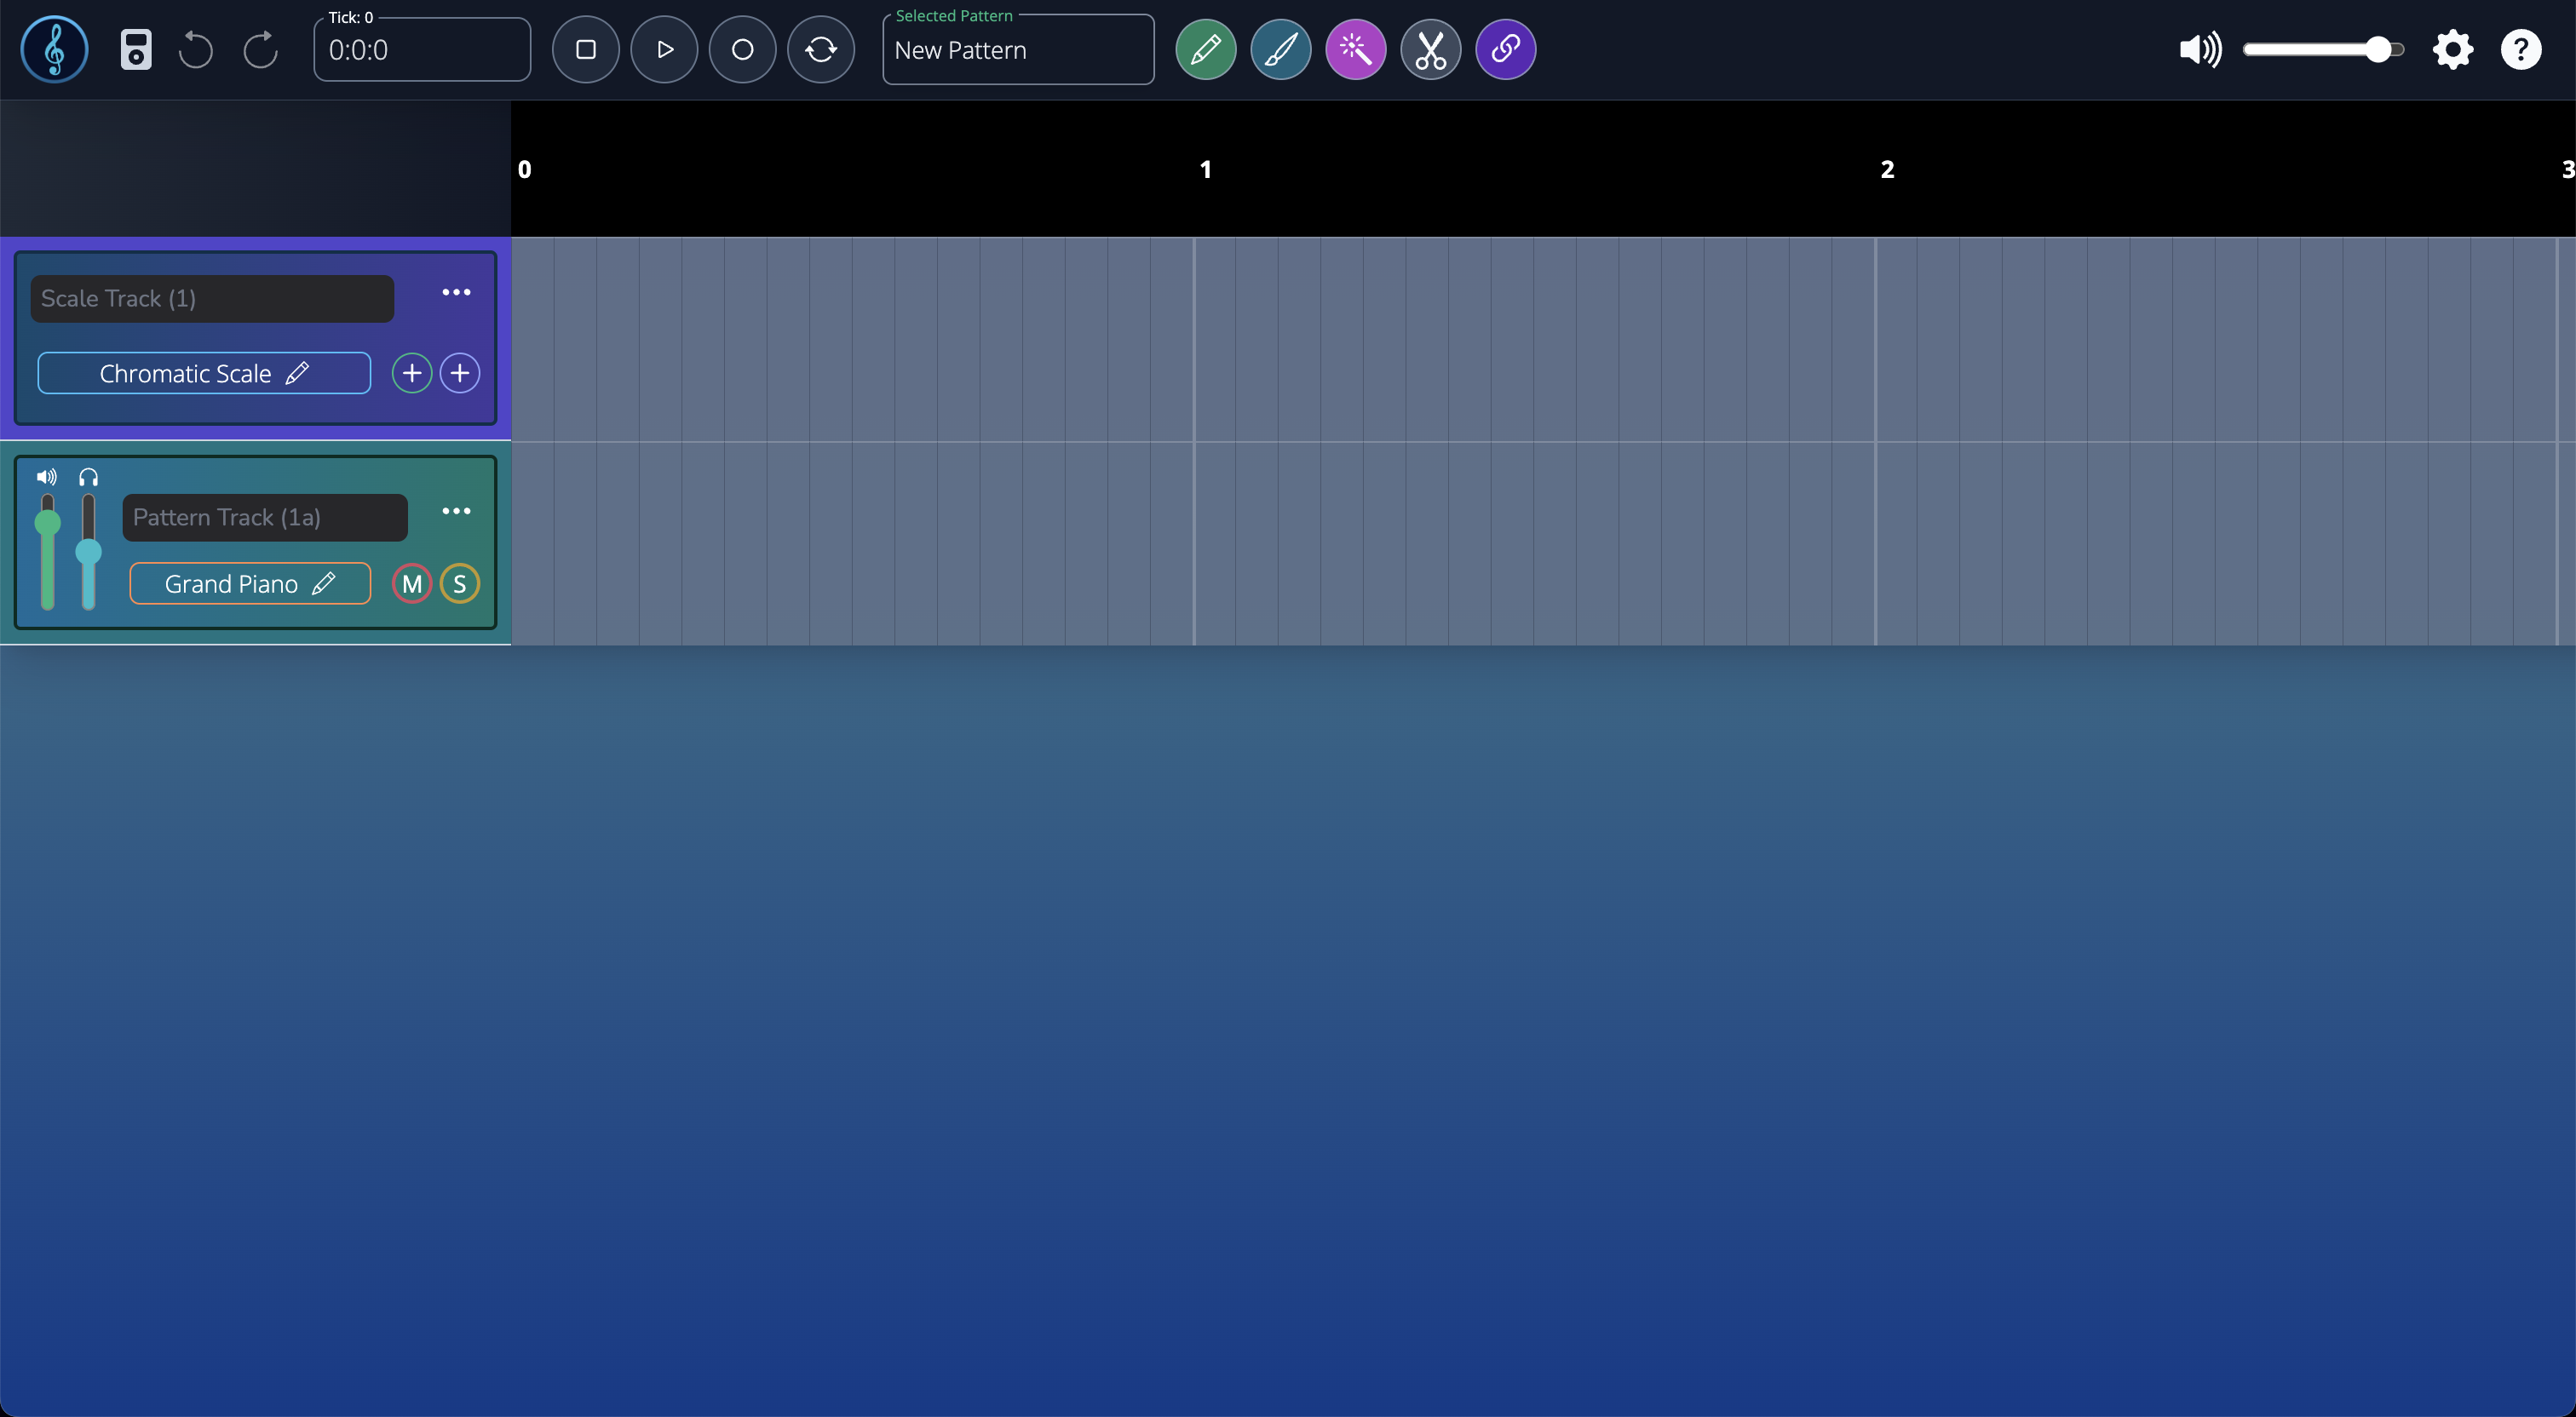 Tick: 0
0:0:0
Selected Pattern
New Pattern
?
0
1
2
3
Scale Track (1)
Chromatic Scale
Pattern Track (1a)
Grand Piano
M
S